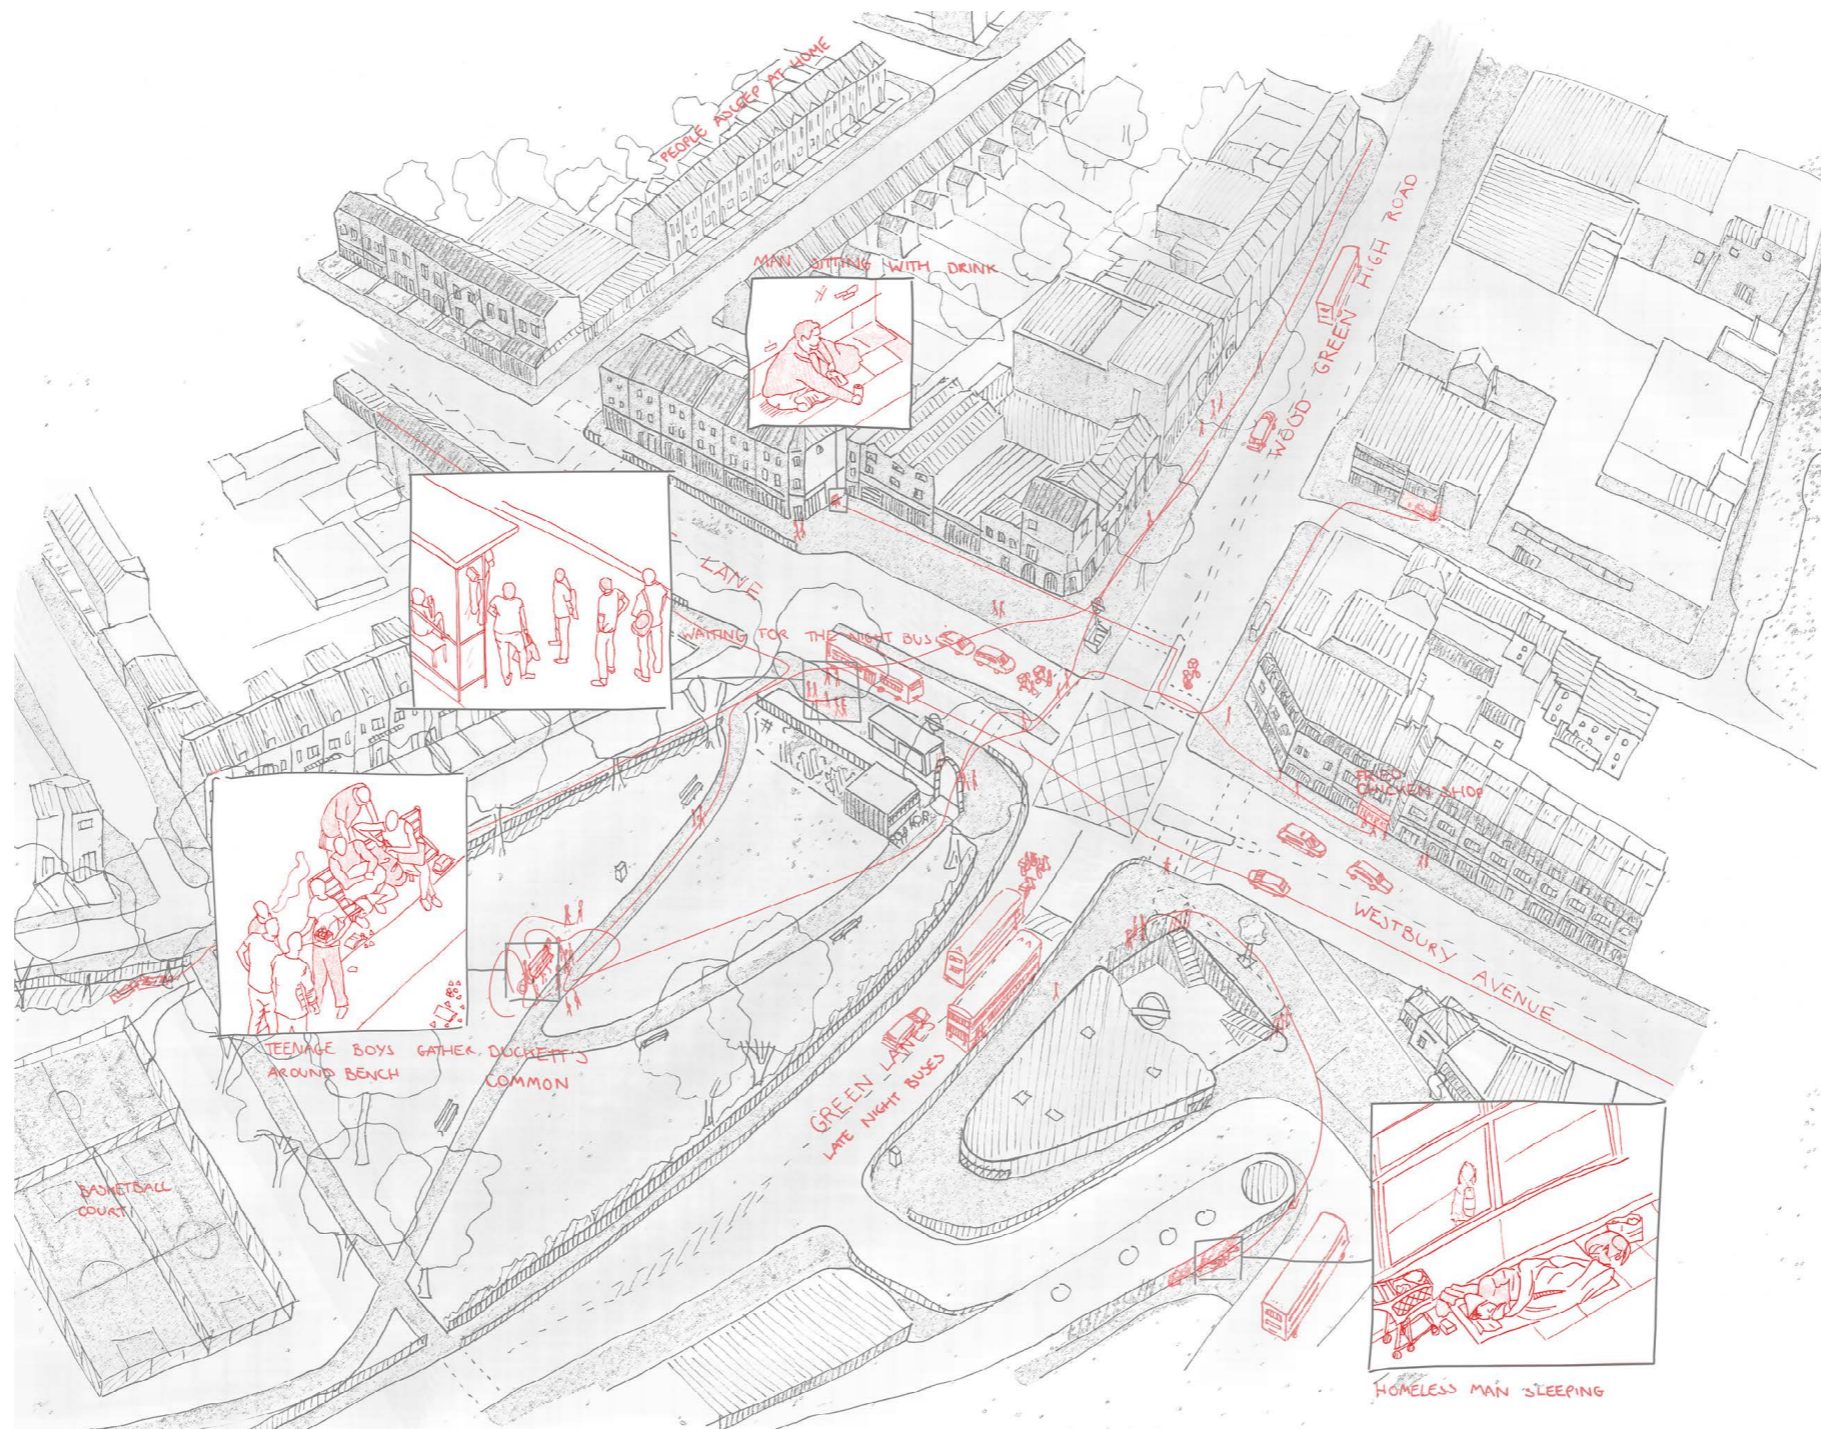 PEOPLE ASLEEP AT HOME
MAN SITTING WITH DRINK
WOOD GREEN HIGH ROAD
LANE
WAITING FOR THE NIGHT BUS
FRIED
CHICKEN SHOP
WESTBURY AVENUE
TEENAGE BOYS GATHER
AROUND BENCH
DUCKETT'S
COMMON
GREEN LANES
LATE NIGHT BUSES
BASKETBALL
COURT
HOMELESS MAN SLEEPING